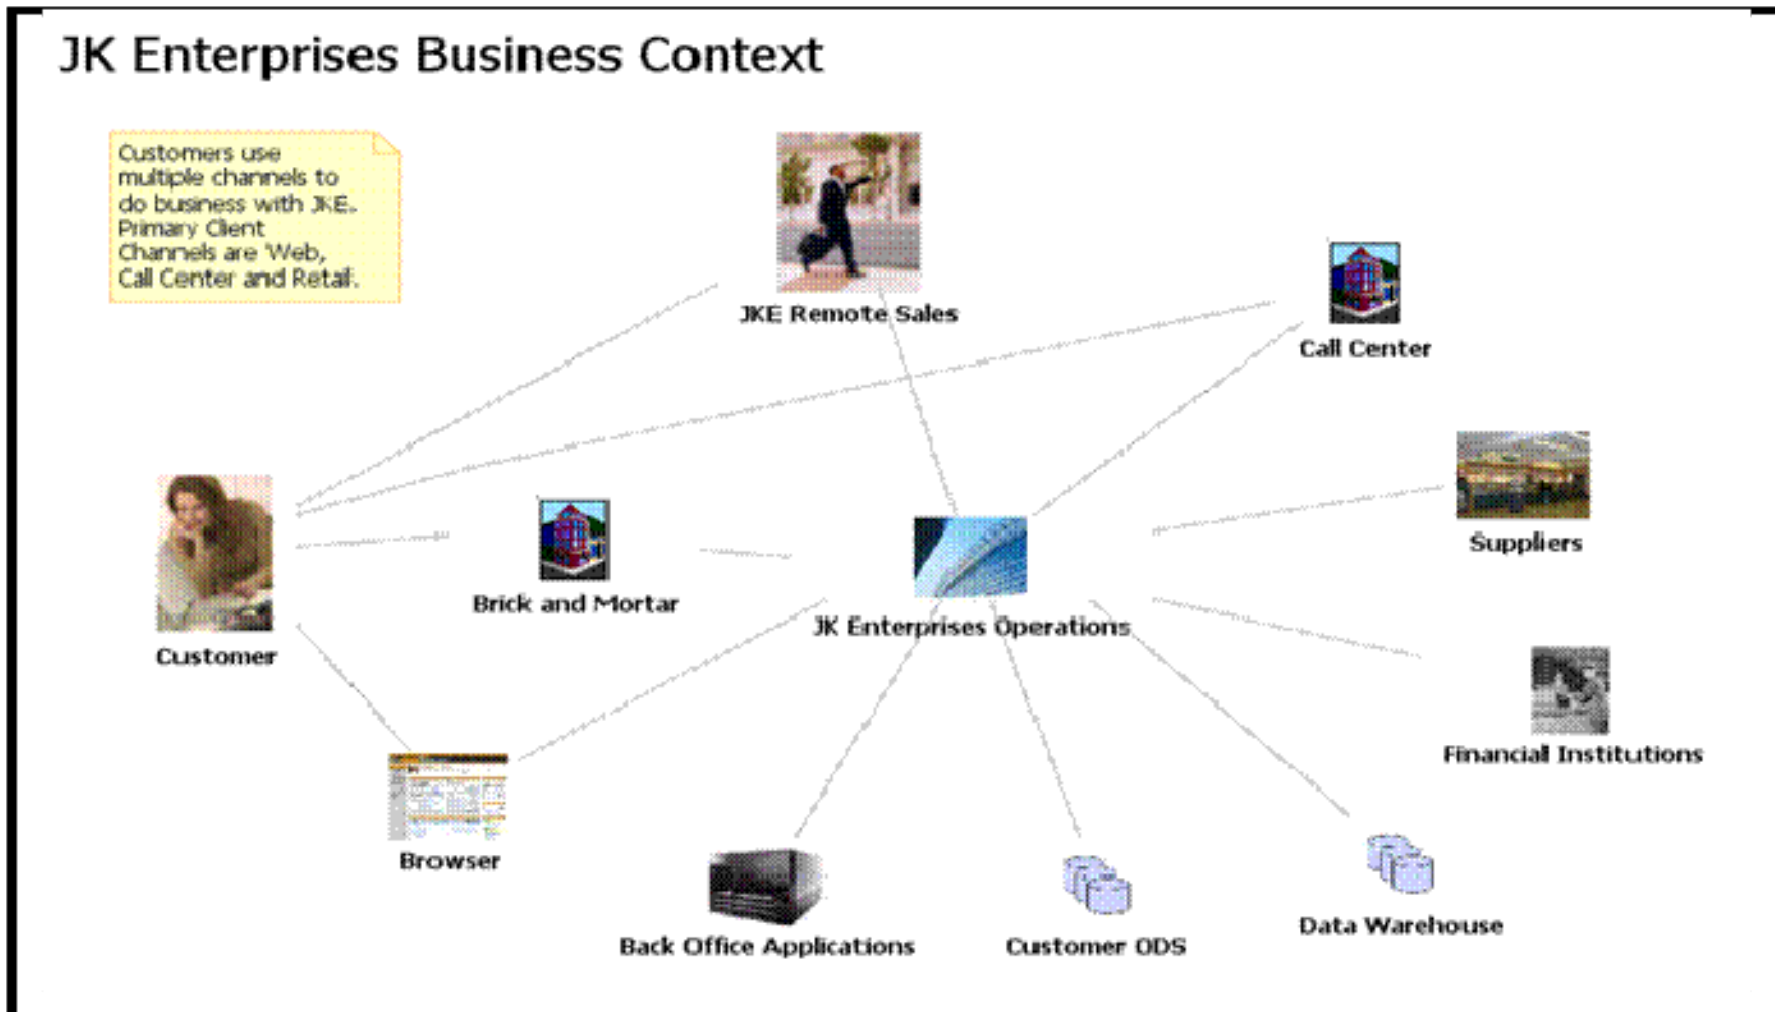 JK Enterprises Business Context
Customers use
multiple channels to
do business with JKE.
Primary Client
Channels are Web,
Call Center and Retail.
JKE Remote Sales
Call Center
Suppliers
Brick and Mortar
JK Enterprises Operations
Customer
Financial Institutions
Browser
Back Office Applications
Customer ODS
Data Warehouse